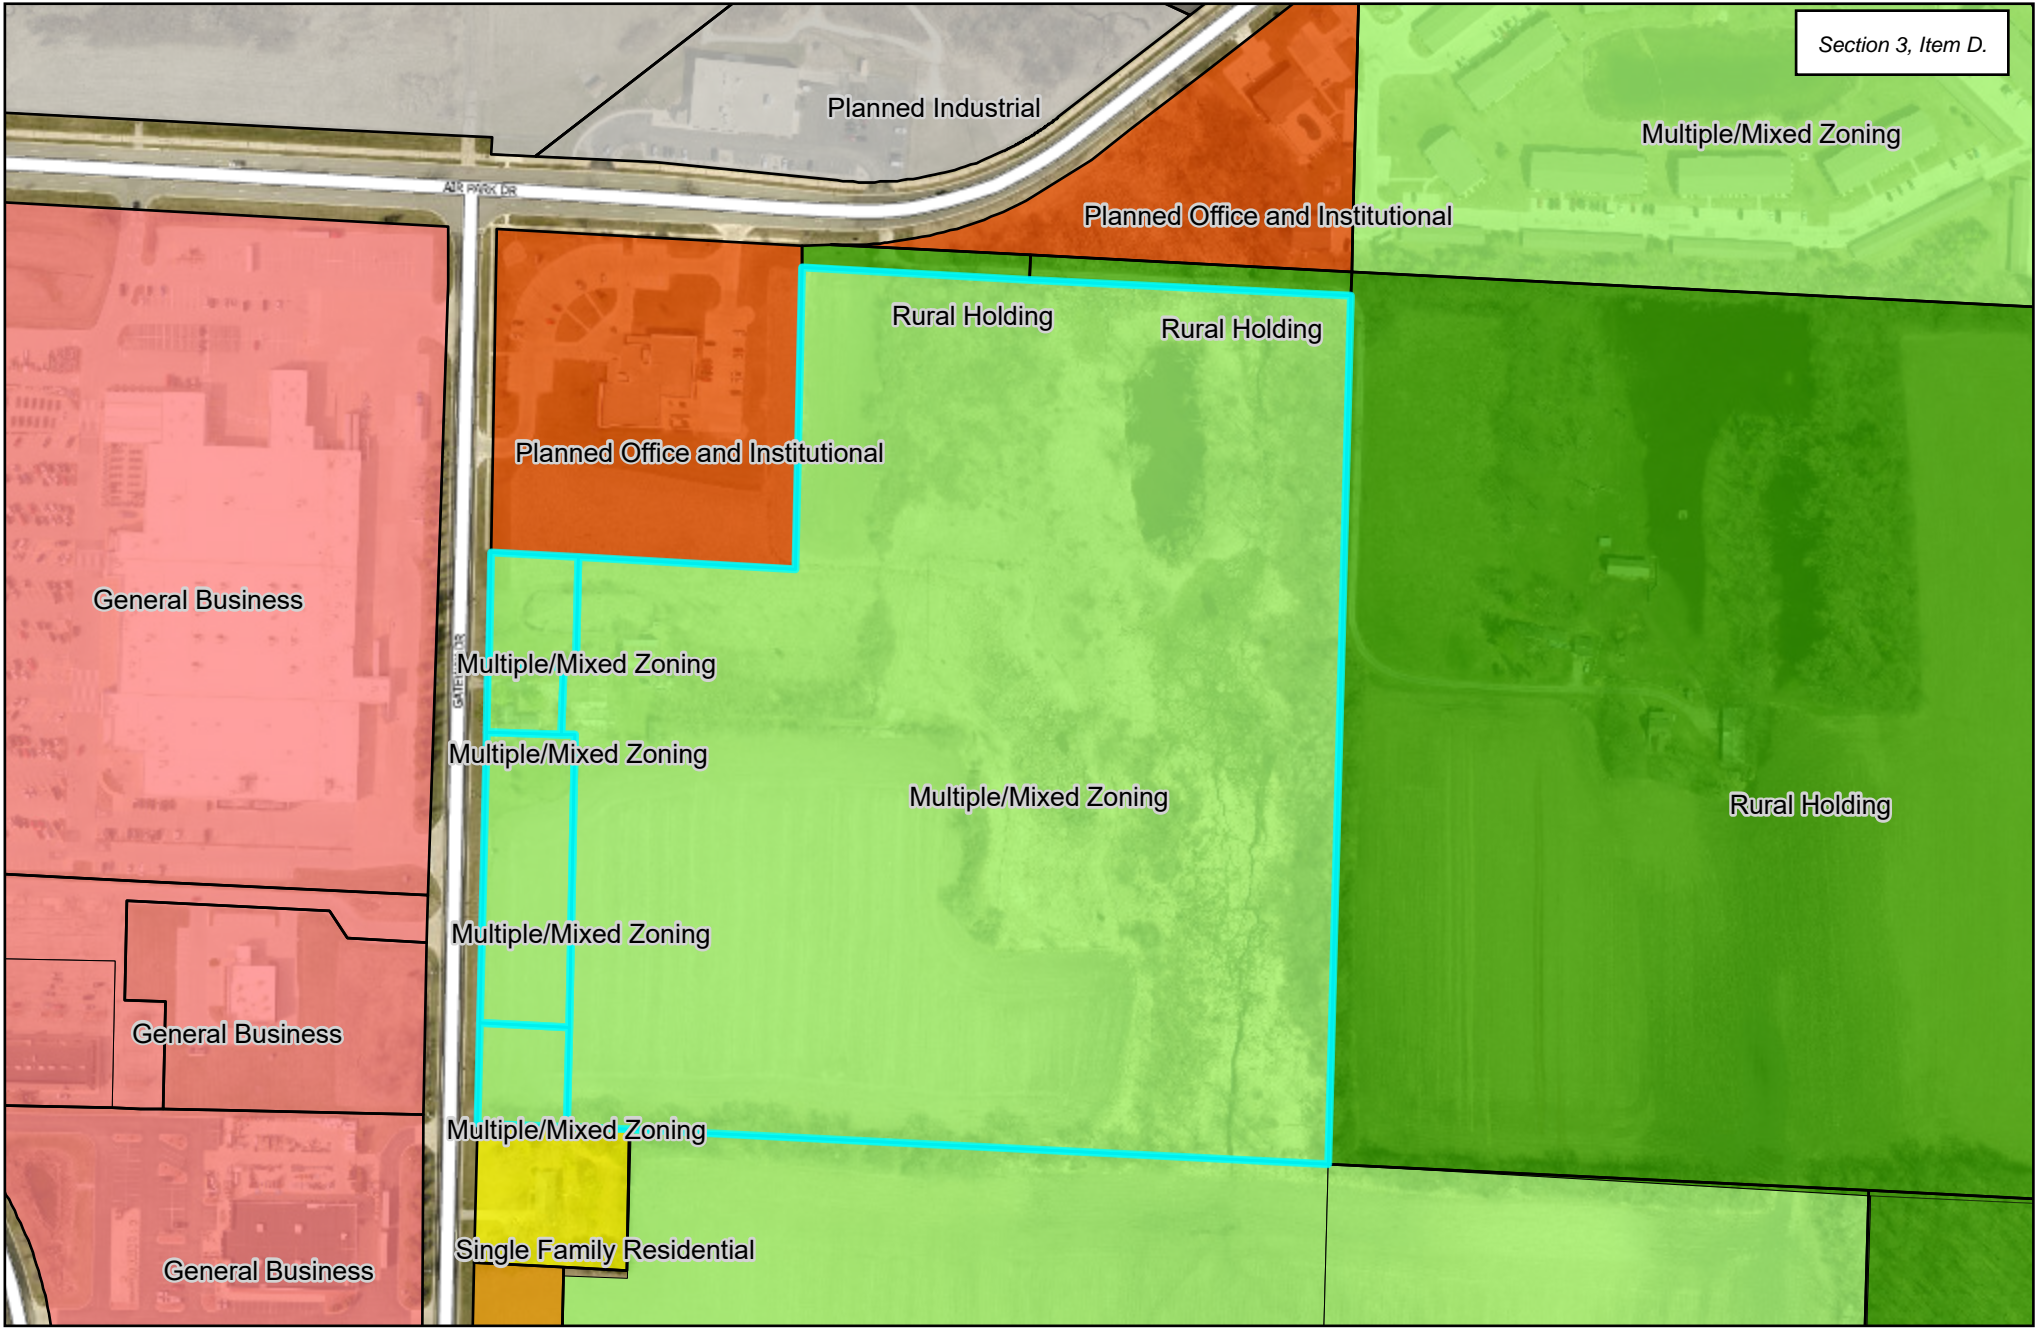 Section 3, Item D.
Planned Industrial
Multiple/Mixed Zoning
AIR PARK DR
Planned Office and Institutional
Rural Holding
Rural Holding
Planned Office and Institutional
General Business
Multiple/Mixed Zoning
Multiple/Mixed Zoning
Multiple/Mixed Zoning
Rural Holding
Multiple/Mixed Zoning
General Business
Multiple/Mixed Zoning
Single Family Residential
General Business